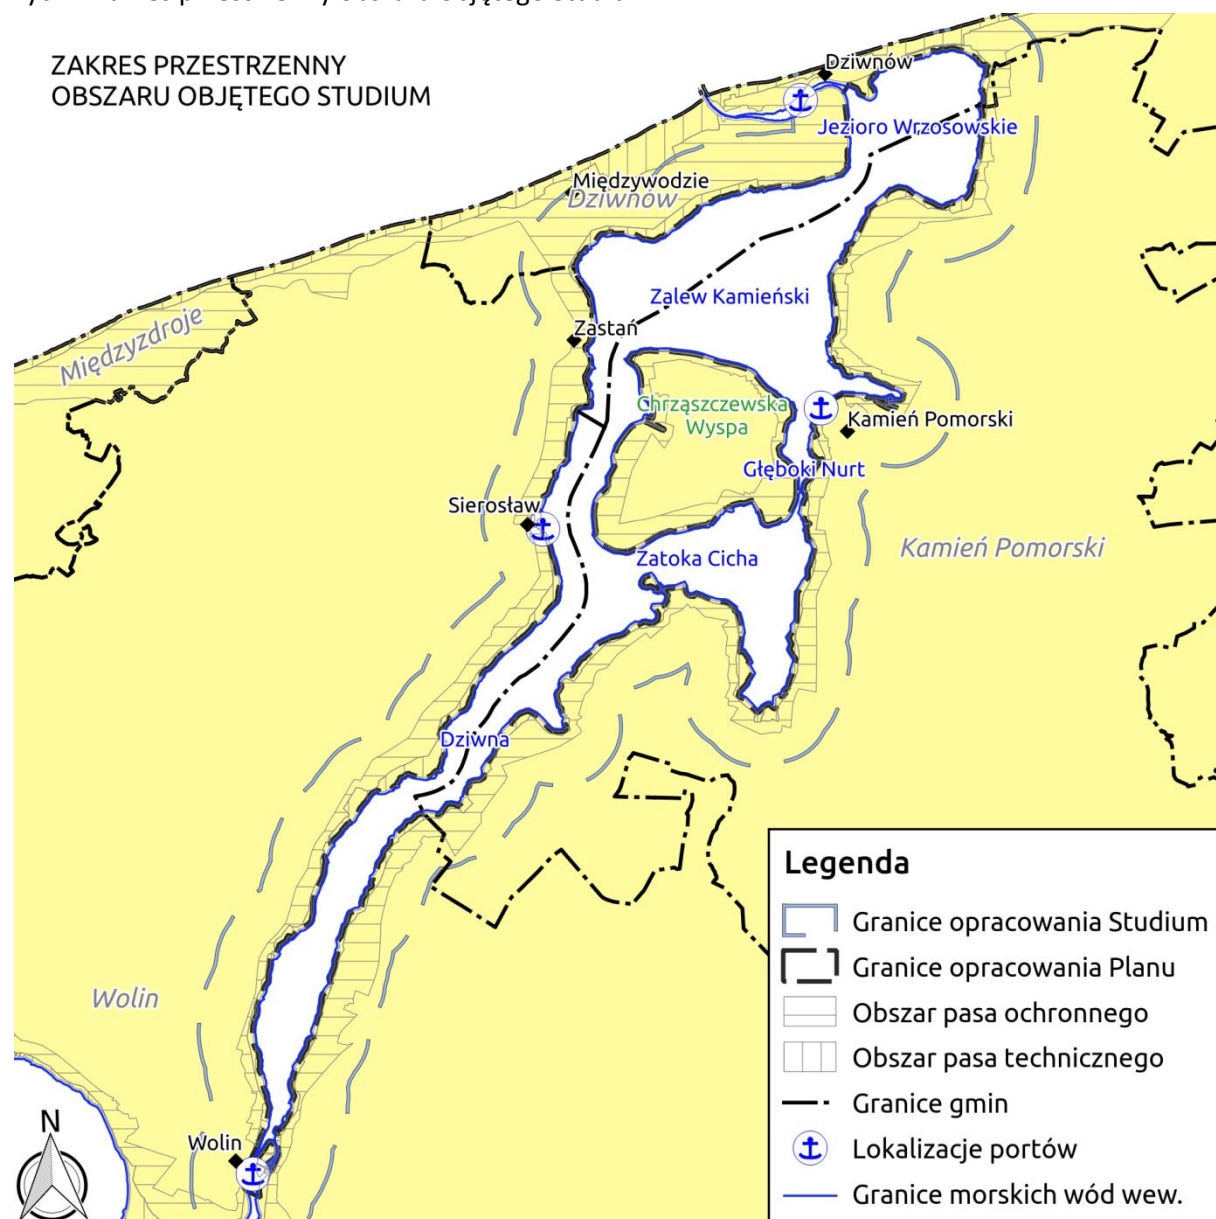 ZAKRES PRZESTRZENNY
OBSZARU OBJĘTEGO STUDIUM
Dziwnów
Jezioro Wrzosowskie
Międzywodzie
Dziwnów
Zalew Kamieński
Międzyzdroje
Zastań
Chrząszczewska
Wyspa
Kamień Pomorski
Głęboki Nurt
Sierosław
Zatoka Cicha
Kamień Pomorski
Dziwna
Wolin
Wolin
N
Legenda
Granice opracowania Studium
Granice opracowania Planu
Obszar pasa ochronnego
Obszar pasa technicznego
Granice gmin
Lokalizacje portów
Granice morskich wód wew.